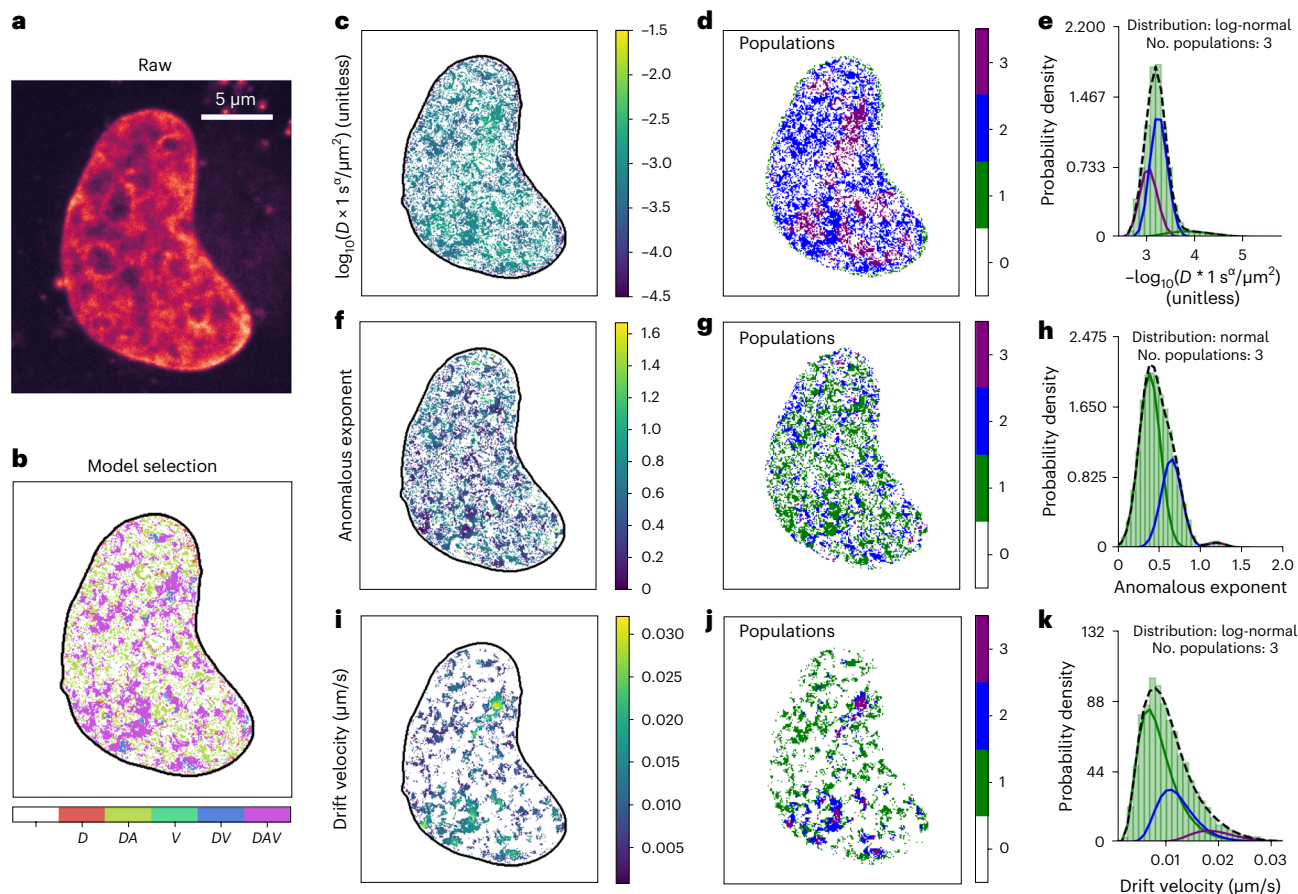 a
Raw
5 µm
b
Model selection
D
DA
V
DV
DAV
c
log10(D × 1 sα/µm2) (unitless)
−1.5
−2.0
−2.5
−3.0
−3.5
−4.0
−4.5
d
Populations
3
2
1
0
e
Distribution: log-normal
No. populations: 3
Probability density
2.200
1.467
0.733
0
3
4
5
−log10(D * 1 sα/µm2)
(unitless)
f
Anomalous exponent
1.6
1.4
1.2
1.0
0.8
0.6
0.4
0.2
0
g
Populations
3
2
1
0
h
Distribution: normal
No. populations: 3
Probability density
2.475
1.650
0.825
0
0
0.5
1.0
1.5
2.0
Anomalous exponent
i
Drift velocity (µm/s)
0.030
0.025
0.020
0.015
0.010
0.005
j
Populations
3
2
1
0
k
Distribution: log-normal
No. populations: 3
Probability density
132
88
44
0
0.01
0.02
0.03
Drift velocity (µm/s)